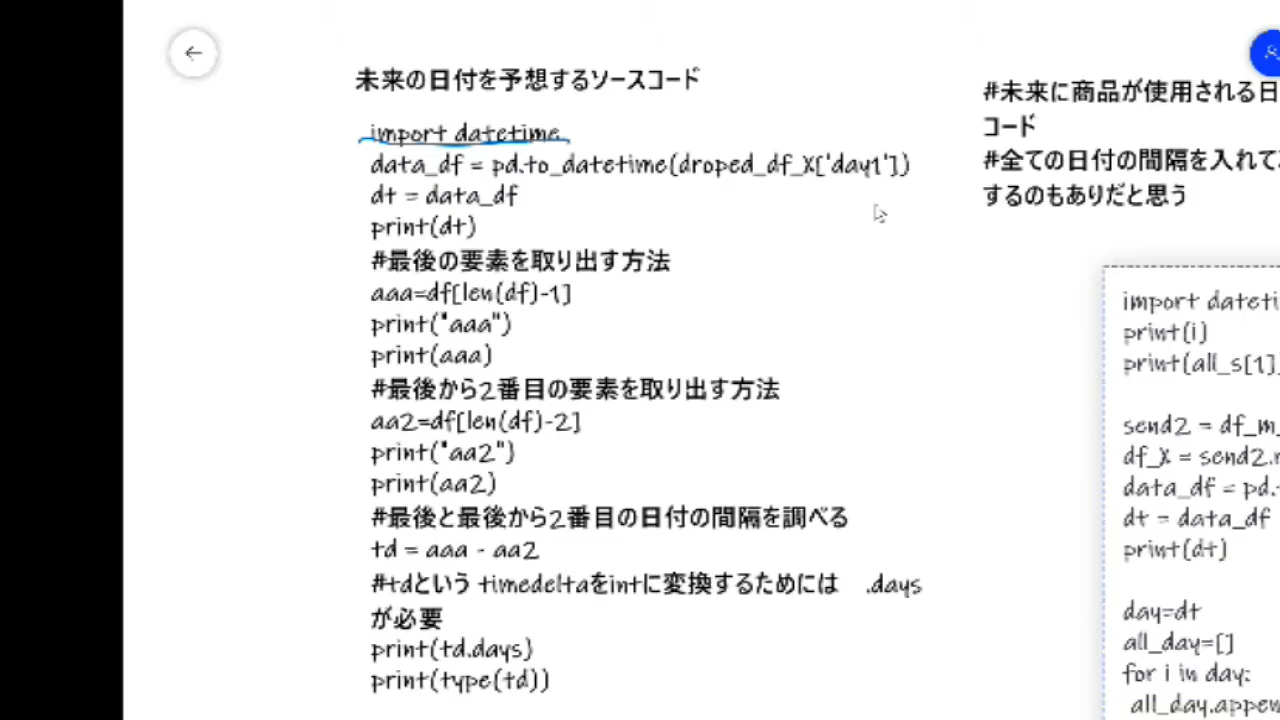 未来の日付を予想するソースコード
import datetime
data_df = pd.to_datetime(droped_df_X['day1'])
dt = data_df
print(dt)
#最後の要素を取り出す方法
aaa=df[len(df)-1]
print("aaa")
print(aaa)
#最後から2番目の要素を取り出す方法
aa2=df[len(df)-2]
print("aa2")
print(aa2)
#最後と最後から2番目の日付の間隔を調べる
td = aaa - aa2
#tdという timedeltaをintに変換するためには .days
が必要
print(td.days)
print(type(td))
#未来に商品が使用される日
コード
#全ての日付の間隔を入れて
するのもありだと思う
import dateti
print(i)
print(all_s[1]
send2 = df_m_
df_X = send2.
data_df = pd.
dt = data_df
print(dt)
day=dt
all_day=[]
for i in day:
all_day.appen